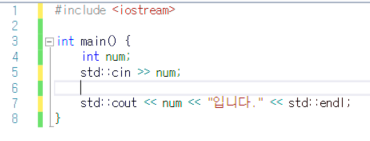 1 #include <iostream>
2
3 int main() {
4 int num;
5 std::cin >> num;
6
7 std::cout << num << "입니다." << std::endl;
8 }